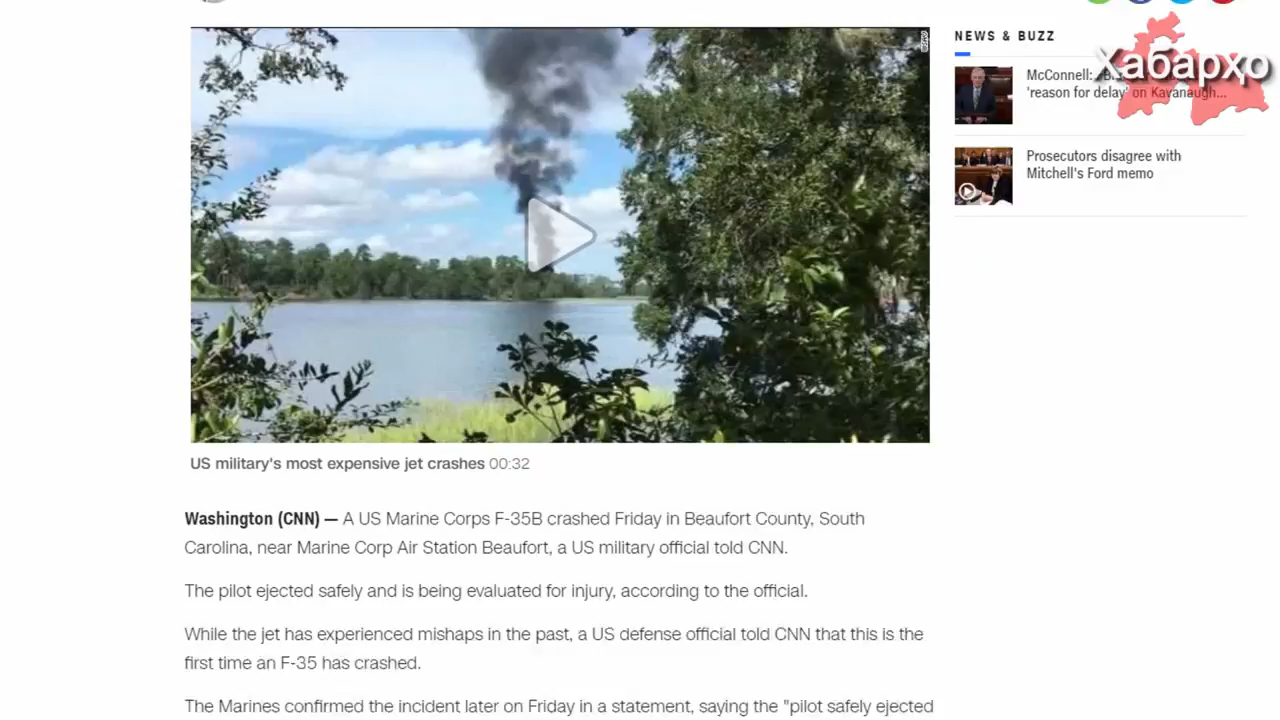 NEWS & BUZZ
Хабарҳо
McConnell:
'reason for delay' on Kavanaugh...
Prosecutors disagree with
Mitchell's Ford memo
US military's most expensive jet crashes 00:32
Washington (CNN) — A US Marine Corps F-35B crashed Friday in Beaufort County, South
Carolina, near Marine Corp Air Station Beaufort, a US military official told CNN.
The pilot ejected safely and is being evaluated for injury, according to the official.
While the jet has experienced mishaps in the past, a US defense official told CNN that this is the
first time an F-35 has crashed.
The Marines confirmed the incident later on Friday in a statement, saying the "pilot safely ejected